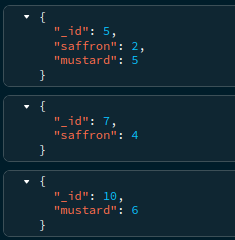 {
"_id": 5,
"saffron": 2,
"mustard": 5
}
{
"_id": 7,
"saffron": 4
}
{
"_id": 10,
"mustard": 6
}